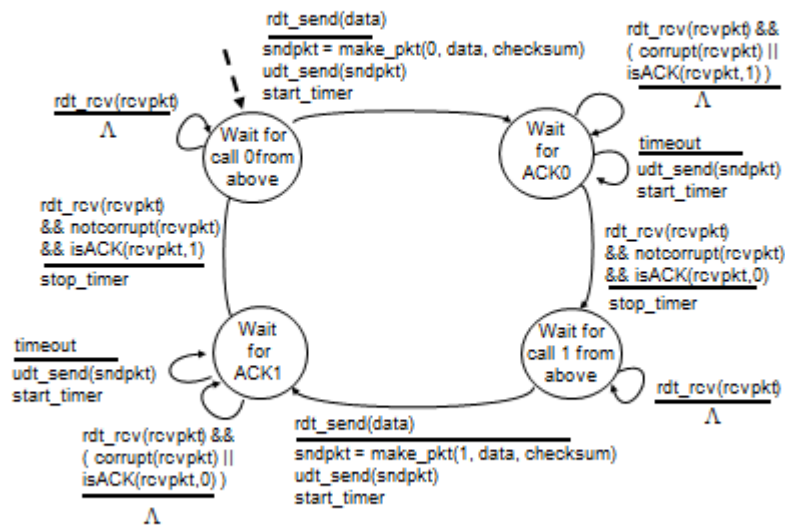 rdt_send(data)
sndpkt = make_pkt(0, data, checksum)
udt_send(sndpkt)
start_timer
rdt_rcv(rcvpkt) &&
( corrupt(rcvpkt) ||
isACK(rcvpkt,1) )
Λ
rdt_rcv(rcvpkt)
Λ
Wait for
call 0from
above
Wait
for
ACK0
timeout
udt_send(sndpkt)
start_timer
rdt_rcv(rcvpkt)
&& notcorrupt(rcvpkt)
&& isACK(rcvpkt,1)
stop_timer
rdt_rcv(rcvpkt)
&& notcorrupt(rcvpkt)
&& isACK(rcvpkt,0)
stop_timer
timeout
udt_send(sndpkt)
start_timer
Wait
for
ACK1
Wait for
call 1 from
above
rdt_rcv(rcvpkt)
Λ
rdt_rcv(rcvpkt) &&
( corrupt(rcvpkt) ||
isACK(rcvpkt,0) )
Λ
rdt_send(data)
sndpkt = make_pkt(1, data, checksum)
udt_send(sndpkt)
start_timer